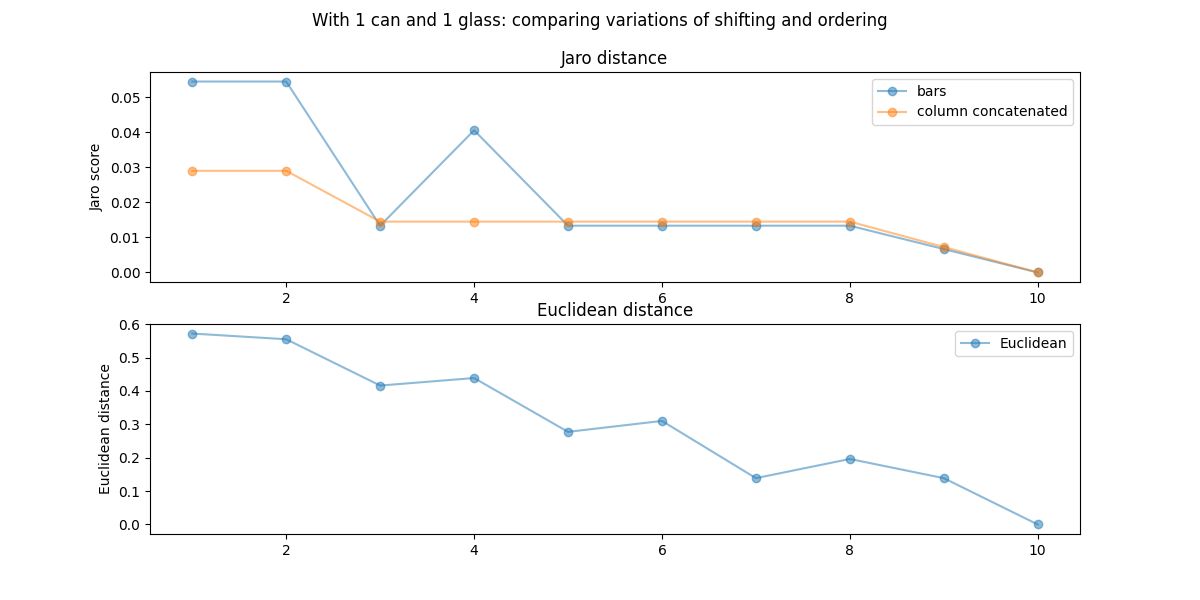 With 1 can and 1 glass: comparing variations of shifting and ordering
Jaro distance
0.05
0.04
0.03
0.02
0.01
0.00
Jaro score
bars
column concatenated
2 4 6 8 10
Euclidean distance
0.6
0.5
0.4
0.3
0.2
0.1
0.0
Euclidean distance
Euclidean
2 4 6 8 10